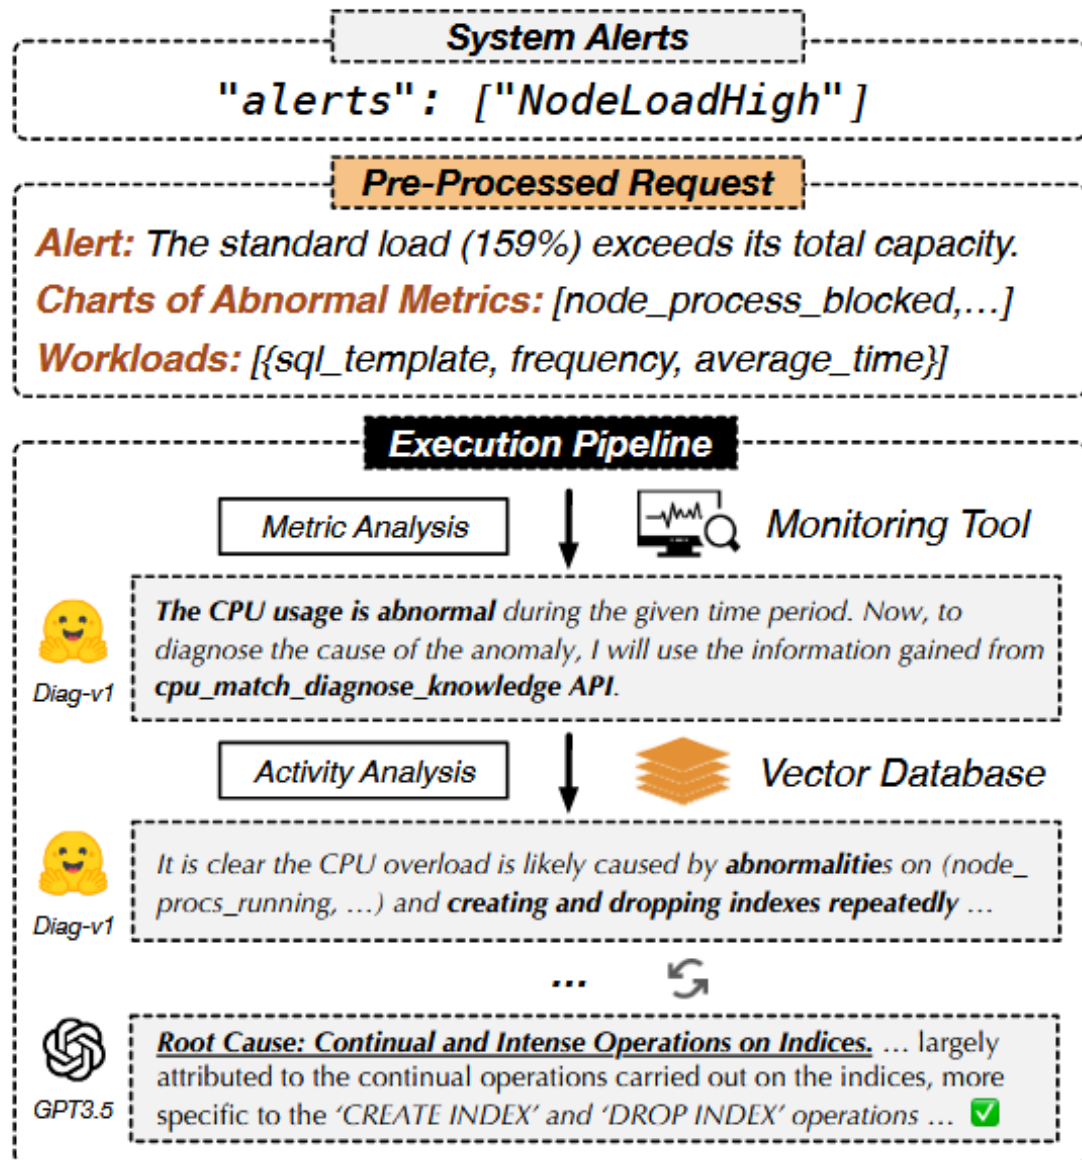 System Alerts
"alerts": ["NodeLoadHigh"]
Pre-Processed Request
Alert: The standard load (159%) exceeds its total capacity.
Charts of Abnormal Metrics: [node_process_blocked,…]
Workloads: [{sql_template, frequency, average_time}]
Execution Pipeline
Metric Analysis
Monitoring Tool
The CPU usage is abnormal during the given time period. Now, to
diagnose the cause of the anomaly, I will use the information gained from
cpu_match_diagnose_knowledge API.
Diag-v1
Activity Analysis
Vector Database
It is clear the CPU overload is likely caused by abnormalities on (node_
procs_running, …) and creating and dropping indexes repeatedly …
Diag-v1
...
Root Cause: Continual and Intense Operations on Indices. … largely
attributed to the continual operations carried out on the indices, more
specific to the ‘CREATE INDEX’ and ‘DROP INDEX’ operations …
GPT3.5